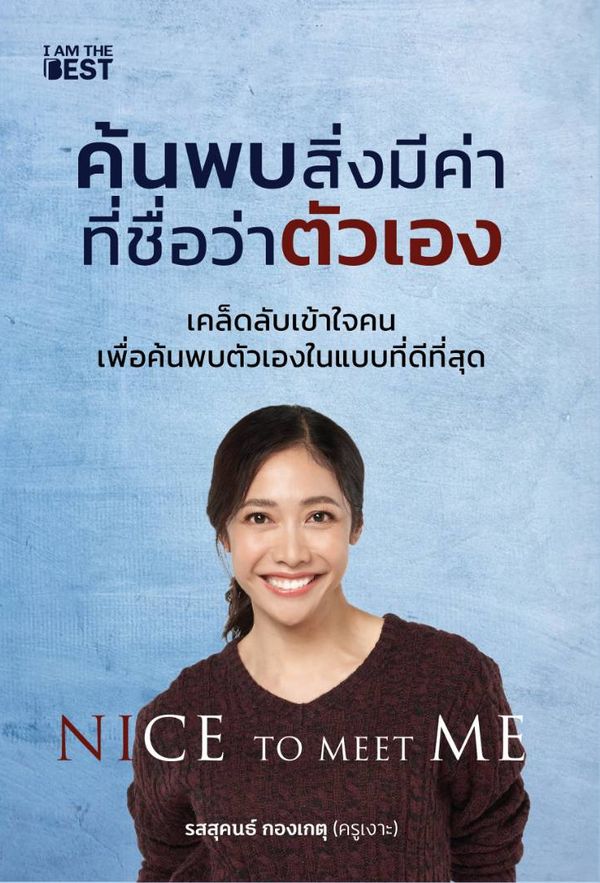 I AM THE
BEST
ค้นพบสิ่งมีค่า
ที่ชื่อว่าตัวเอง
เคล็ดลับเข้าใจคน
เพื่อค้นพบตัวเองในแบบที่ดีที่สุด
NICE TO MEET ME
รสสุคนธ์ กองเกตุ (ครูเงาะ)